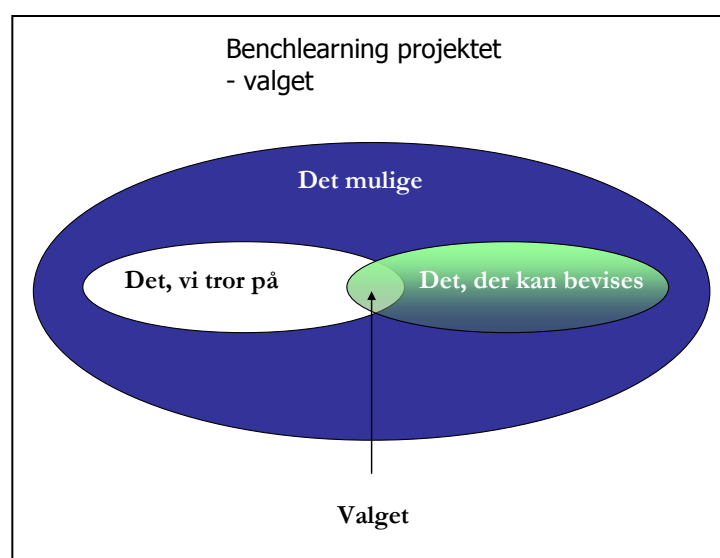 Benchlearning projektet
- valget
Det mulige
Det, vi tror på
Det, der kan bevises
Valget